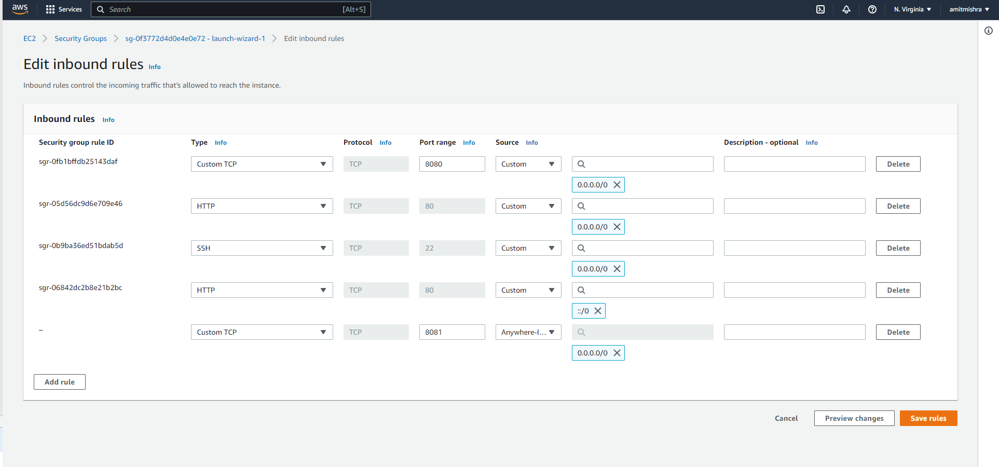 aws Services Search [Alt+S] N. Virginia amitmishra
EC2 Security Groups sg-0f3772d4d0e4e0e72 - launch-wizard-1 Edit inbound rules
Edit inbound rules Info
Inbound rules control the incoming traffic that's allowed to reach the instance.
Inbound rules Info
Security group rule ID Type Info Protocol Info Port range Info Source Info Description - optional Info
sgr-0fb1bffdb25143daf Custom TCP TCP 8080 Custom Delete
0.0.0.0/0
sgr-05d56dc9d6e709e46 HTTP TCP 80 Custom Delete
0.0.0.0/0
sgr-0b9ba36ed51bdab5d SSH TCP 22 Custom Delete
0.0.0.0/0
sgr-06842dc2b8e21b2bc HTTP TCP 80 Custom Delete
::/0
– Custom TCP TCP 8081 Anywhere-I... Delete
0.0.0.0/0
Add rule
Cancel Preview changes Save rules